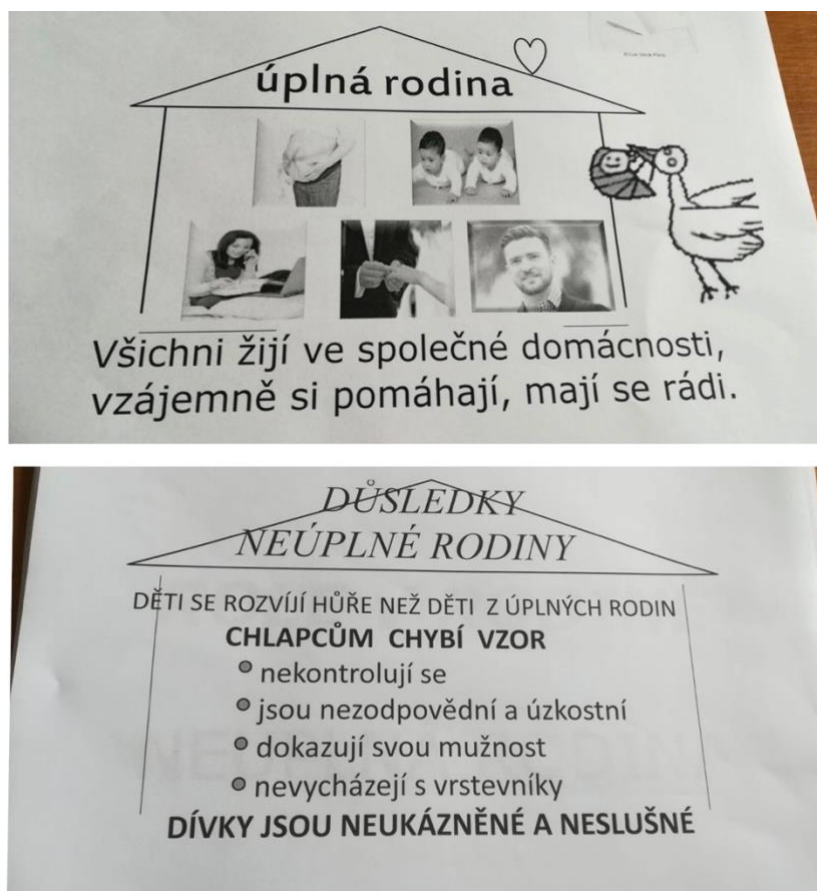 úplná rodina
Všichni žijí ve společné domácnosti,
vzájemně si pomáhají, mají se rádi.
DŮSLEDKY
NEÚPLNÉ RODINY
DĚTI SE ROZVÍJÍ HŮŘE NEŽ DĚTI Z ÚPLNÝCH RODIN
CHLAPCŮM CHYBÍ VZOR
nekontrolují se
jsou nezodpovědní a úzkostní
dokazují svou mužnost
nevycházejí s vrstevníky
DÍVKY JSOU NEUKÁZNĚNÉ A NESLUŠNÉ